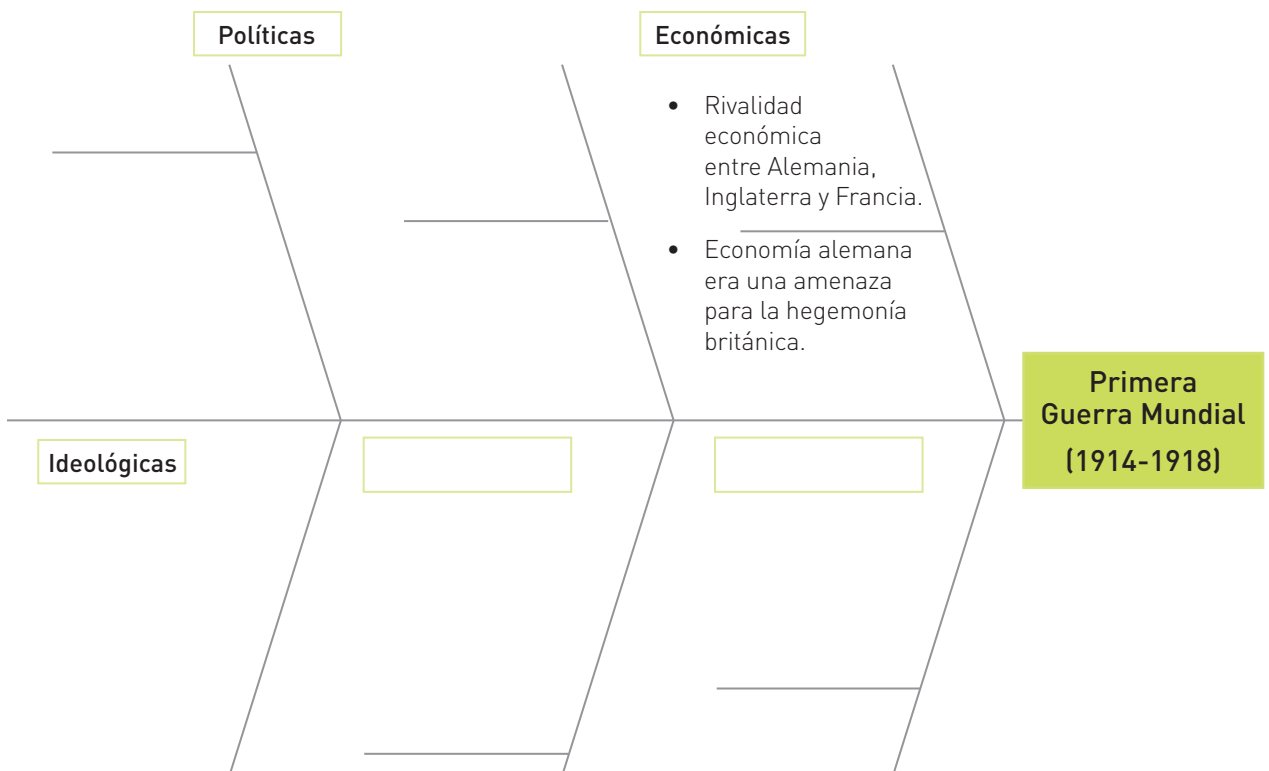 Políticas
Económicas
• Rivalidad
económica
entre Alemania,
Inglaterra y Francia.
• Economía alemana
era una amenaza
para la hegemonía
británica.
Primera
Guerra Mundial
(1914-1918)
Ideológicas